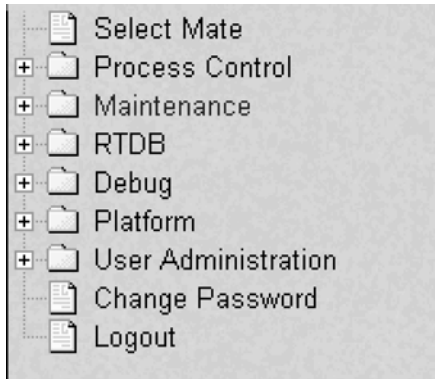 Select Mate
Process Control
Maintenance
RTDB
Debug
Platform
User Administration
Change Password
Logout